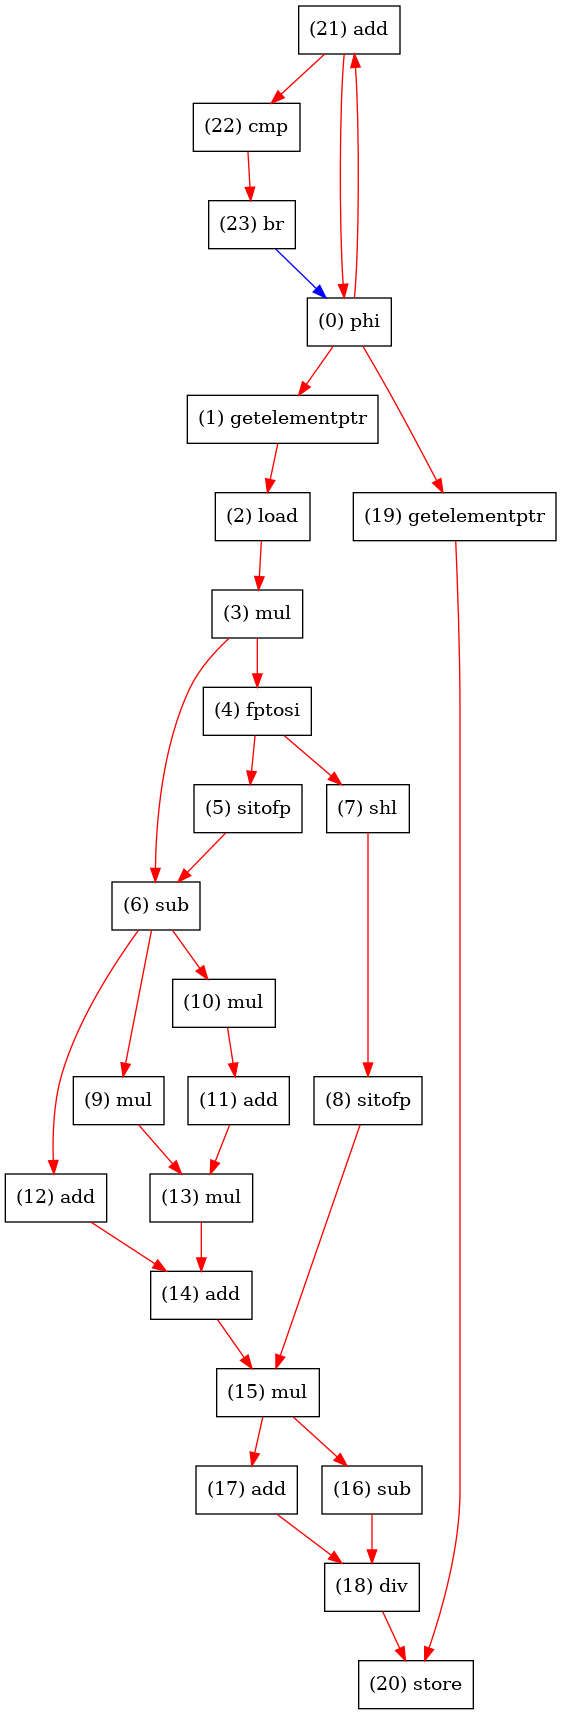 (21) add
(22) cmp
(23) br
(0) phi
(1) getelementptr
(2) load
(19) getelementptr
(3) mul
(4) fptosi
(5) sitofp
(7) shl
(6) sub
(10) mul
(9) mul
(11) add
(8) sitofp
(12) add
(13) mul
(14) add
(15) mul
(17) add
(16) sub
(18) div
(20) store